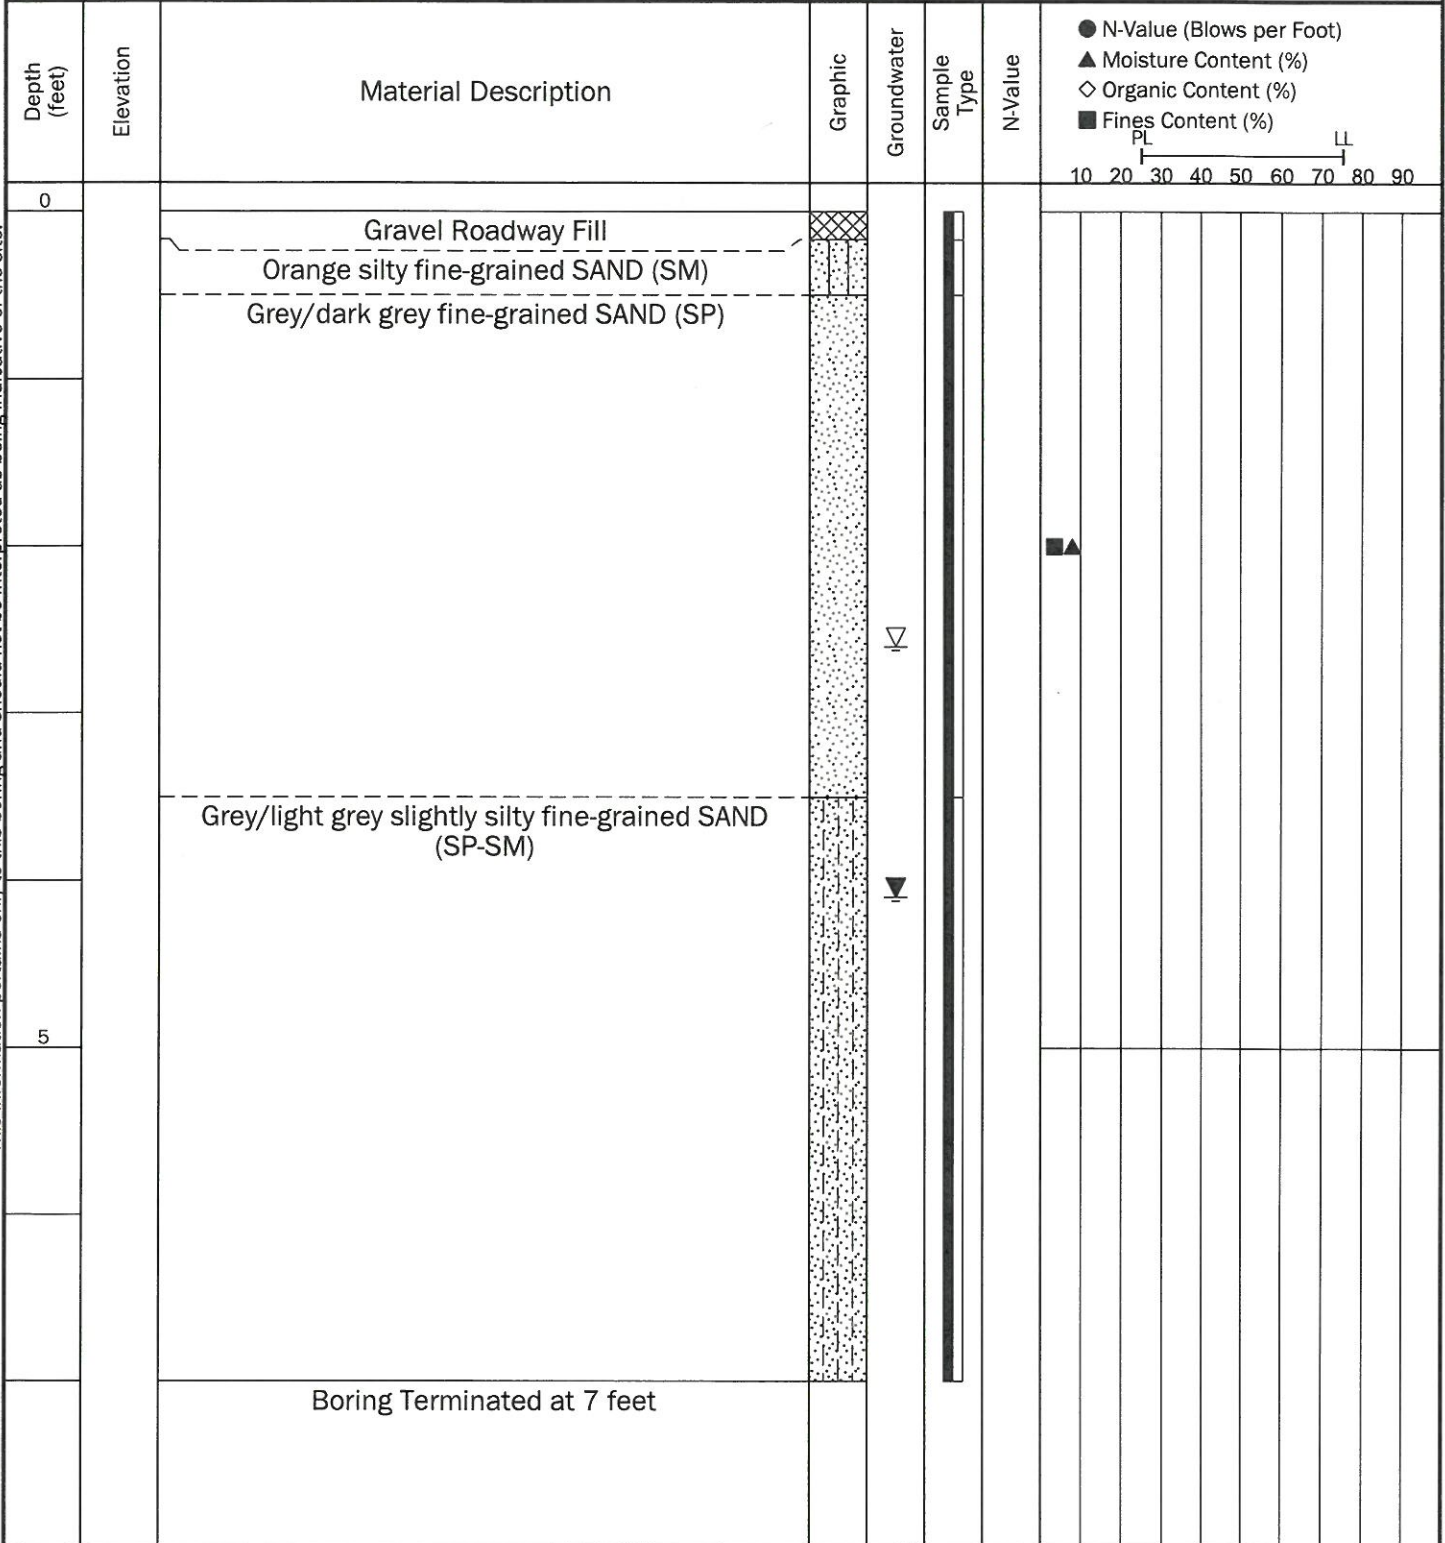 Depth
(feet)
Elevation
Material Description
Graphic
Groundwater
Sample
Type
N-Value
N-Value (Blows per Foot)
Moisture Content (%)
Organic Content (%)
Fines Content (%)
PL LL
10 20 30 40 50 60 70 80 90
0
Gravel Roadway Fill
Orange silty fine-grained SAND (SM)
Grey/dark grey fine-grained SAND (SP)
Grey/light grey slightly silty fine-grained SAND
(SP-SM)
5
Boring Terminated at 7 feet